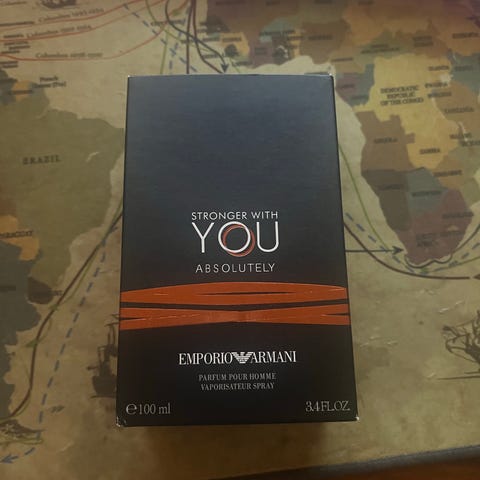 BRAZIL
DEMOCRATIC
REPUBLIC OF
THE CONGO
STRONGER WITH
YOU
ABSOLUTELY
EMPORIO ARMANI
PARFUM POUR HOMME
VAPORISATEUR SPRAY
e 100 ml
3.4 FL.OZ.